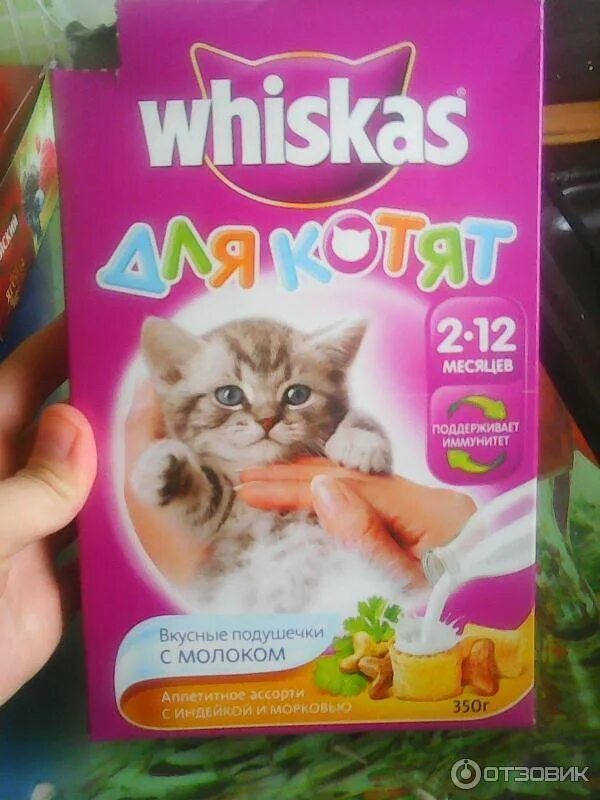 whiskas®
для котят
2-12
МЕСЯЦЕВ
ПОДДЕРЖИВАЕТ
ИММУНИТЕТ
Вкусные подушечки
С МОЛОКОМ
Аппетитное ассорти
С ИНДЕЙКОЙ И МОРКОВЬЮ
350г
ОТЗОВИК